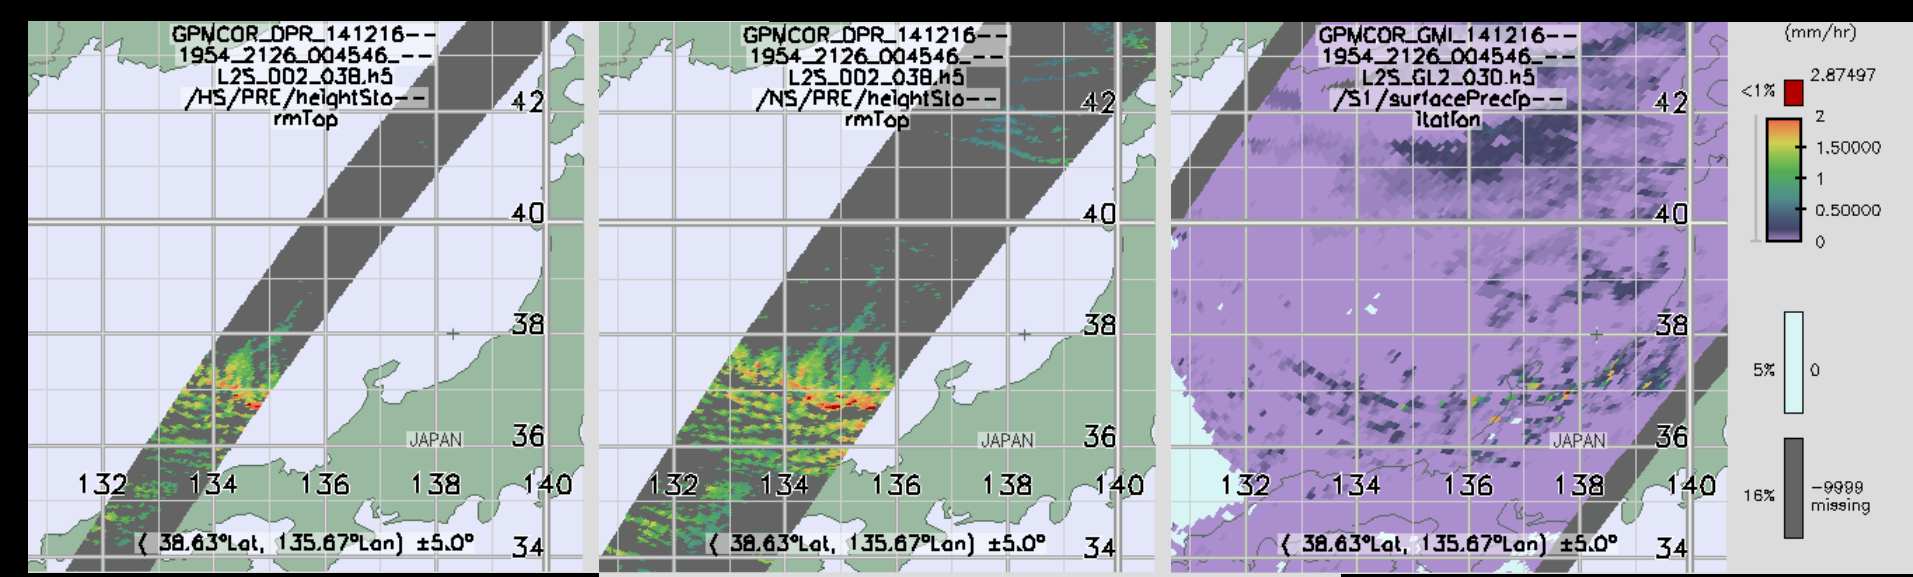 GPMCOR_DPR_141216--
1954_2126_004546_--
L2S_DD2_03B.h5
/HS/PRE/heightSto--
rmTop
42
40
38
JAPAN
36
132
134
136
138
140
( 38.63°Lat, 135.67°Lon) ±5.0°
34
GPMCOR_DPR_141216--
1954_2126_004546_--
L2S_DD2_03B.h5
/NS/PRE/heightSto--
rmTop
42
40
38
JAPAN
36
132
134
136
138
140
( 38.63°Lat, 135.67°Lon) ±5.0°
34
GPMCOR_GMI_141216--
1954_2126_004546_--
L2S_GL2_03D.h5
/S1/surfacePrecip--
itation
42
40
38
JAPAN
36
132
134
136
138
140
( 38.63°Lat, 135.67°Lon) ±5.0°
34
(mm/hr)
2.87497
<1%
2
1.50000
1
0.50000
0
5%
0
16%
-9999
missing